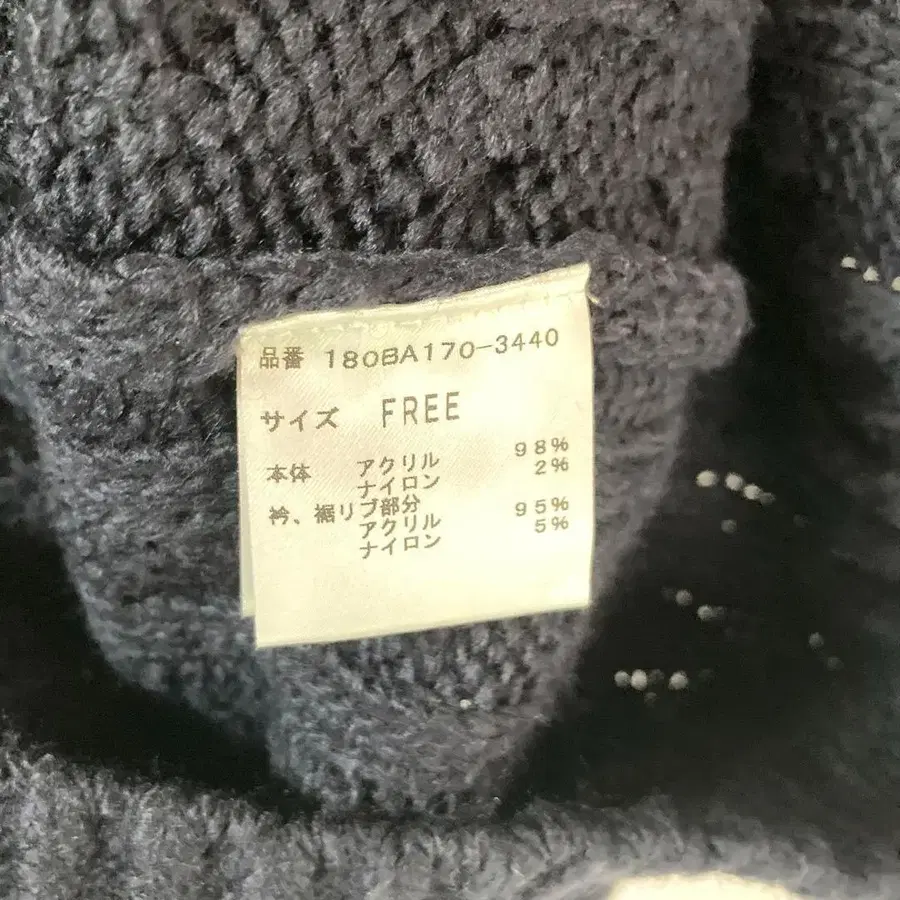 品番 180BA170-3440
サイズ FREE
本体 アクリル 98%
ナイロン 2%
衿、裾リブ部分
アクリル 95%
ナイロン 5%